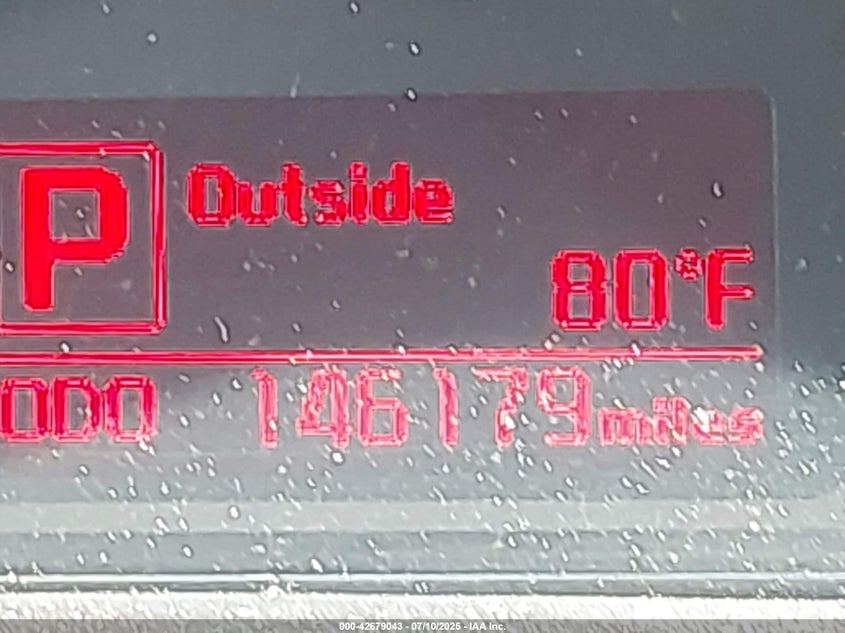 P
Outside
80°F
ODO 146179 miles
000-42679043 - 07/10/2025 - IAA Inc.